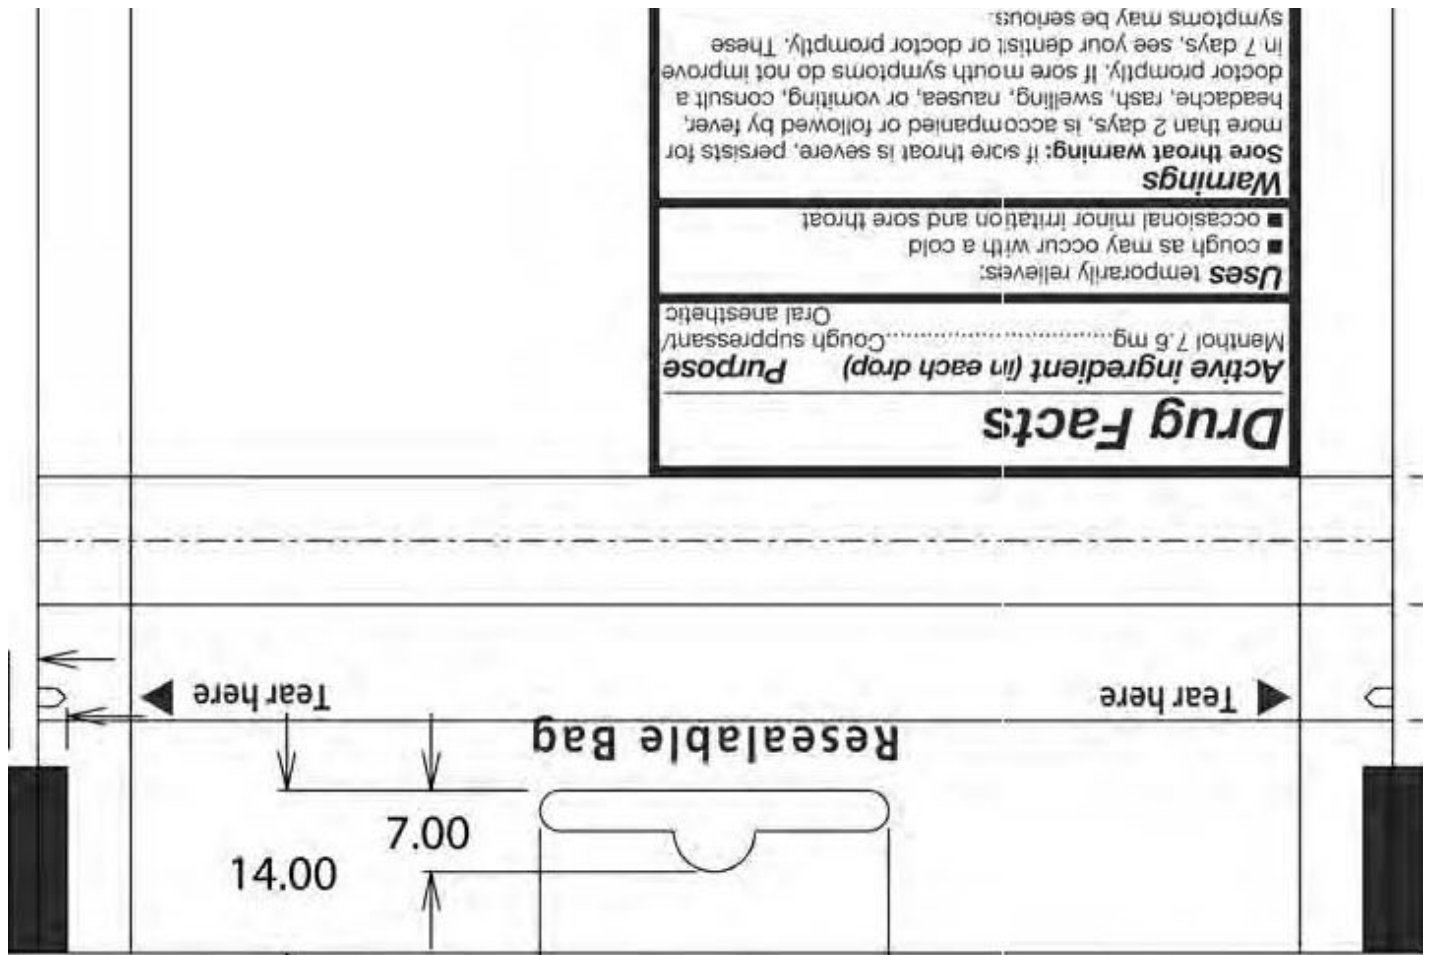 Resealable Bag
Tear here
Tear here
7.00
14.00
Drug Facts
Active ingredient (in each drop) Purpose
Menthol 7.6 mg..............................Cough suppressant/
Oral anesthetic
Uses temporarily relieves:
■ cough as may occur with a cold
■ occasional minor irritation and sore throat
Warnings
Sore throat warning: if sore throat is severe, persists for
more than 2 days, is accompanied or followed by fever,
headache, rash, swelling, nausea, or vomiting, consult a
doctor promptly. If sore mouth symptoms do not improve
in 7 days, see your dentist or doctor promptly. These
symptoms may be serious.